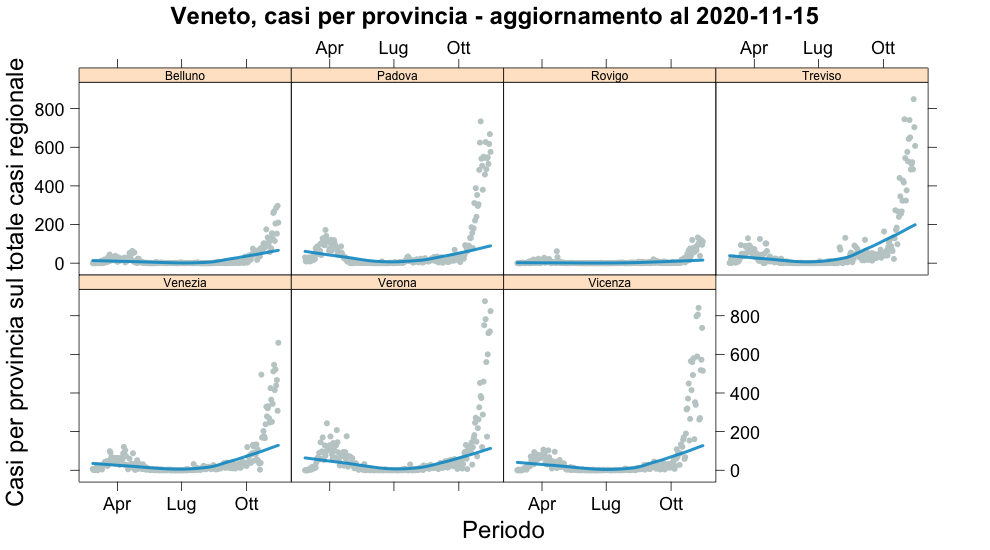 Veneto, casi per provincia - aggiornamento al 2020-11-15
Apr Lug Ott Apr Lug Ott
Belluno Padova Rovigo Treviso
800
600
400
200
0
Venezia Verona Vicenza
800
600
400
200
0
Apr Lug Ott Apr Lug Ott
Periodo
Casi per provincia sul totale casi regionale